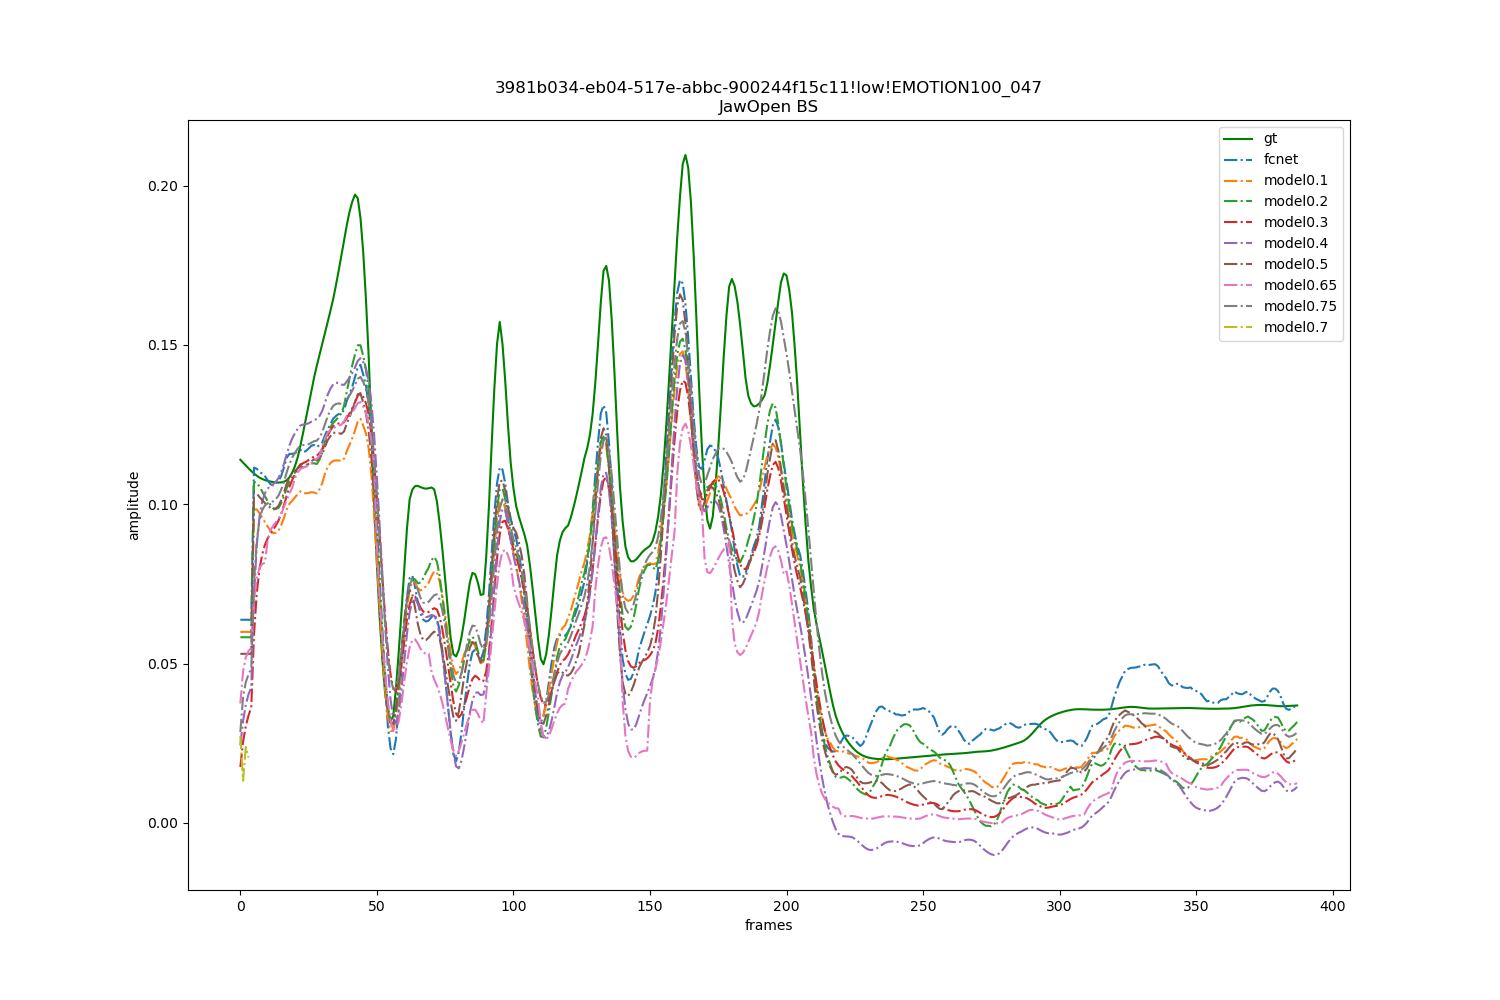 3981b034-eb04-517e-abbc-900244f15c11!low!EMOTION100_047
JawOpen BS
gt
fcnet
model0.1
model0.2
model0.3
model0.4
model0.5
model0.65
model0.75
model0.7
amplitude
0.20
0.15
0.10
0.05
0.00
0 50 100 150 200 250 300 350 400
frames